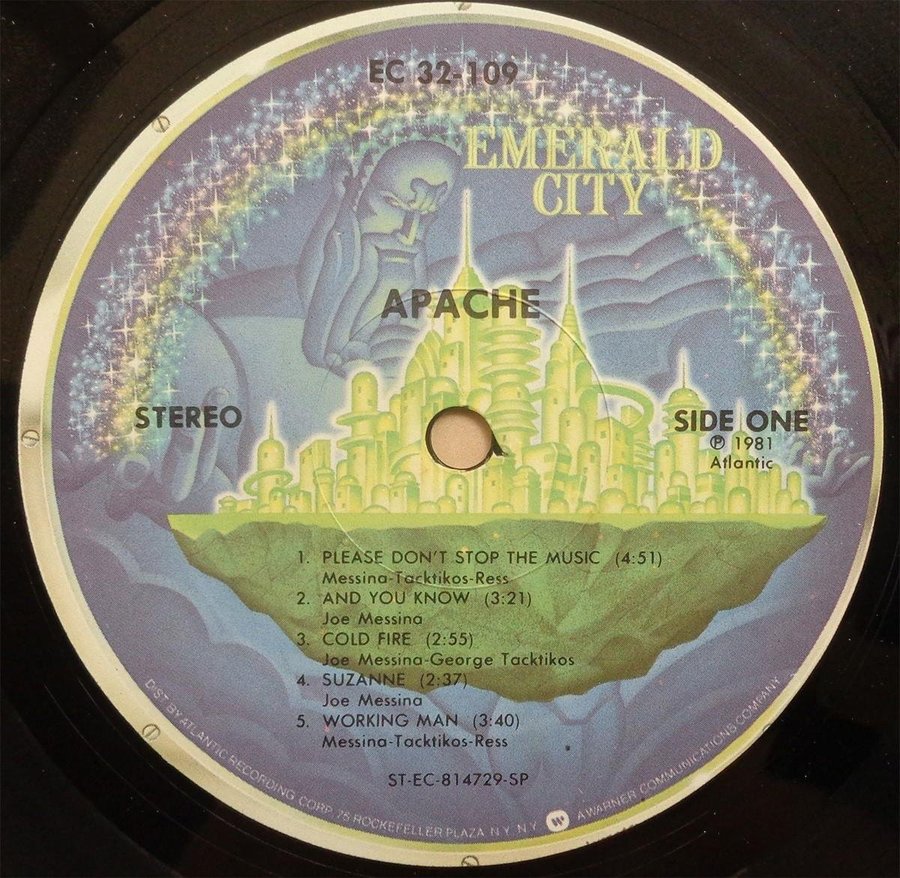 EC 32-109
EMERALD
CITY
APACHE
STEREO
SIDE ONE
℗ 1981
Atlantic
1. PLEASE DON'T STOP THE MUSIC (4:51)
Messina-Tacktikos-Ress
2. AND YOU KNOW (3:21)
Joe Messina
3. COLD FIRE (2:55)
Joe Messina-George Tacktikos
4. SUZANNE (2:37)
Joe Messina
5. WORKING MAN (3:40)
Messina-Tacktikos-Ress
ST-EC-814729-SP
DIST. BY ATLANTIC RECORDING CORP. 75 ROCKEFELLER PLAZA N.Y. N.Y. A WARNER COMMUNICATIONS COMPANY